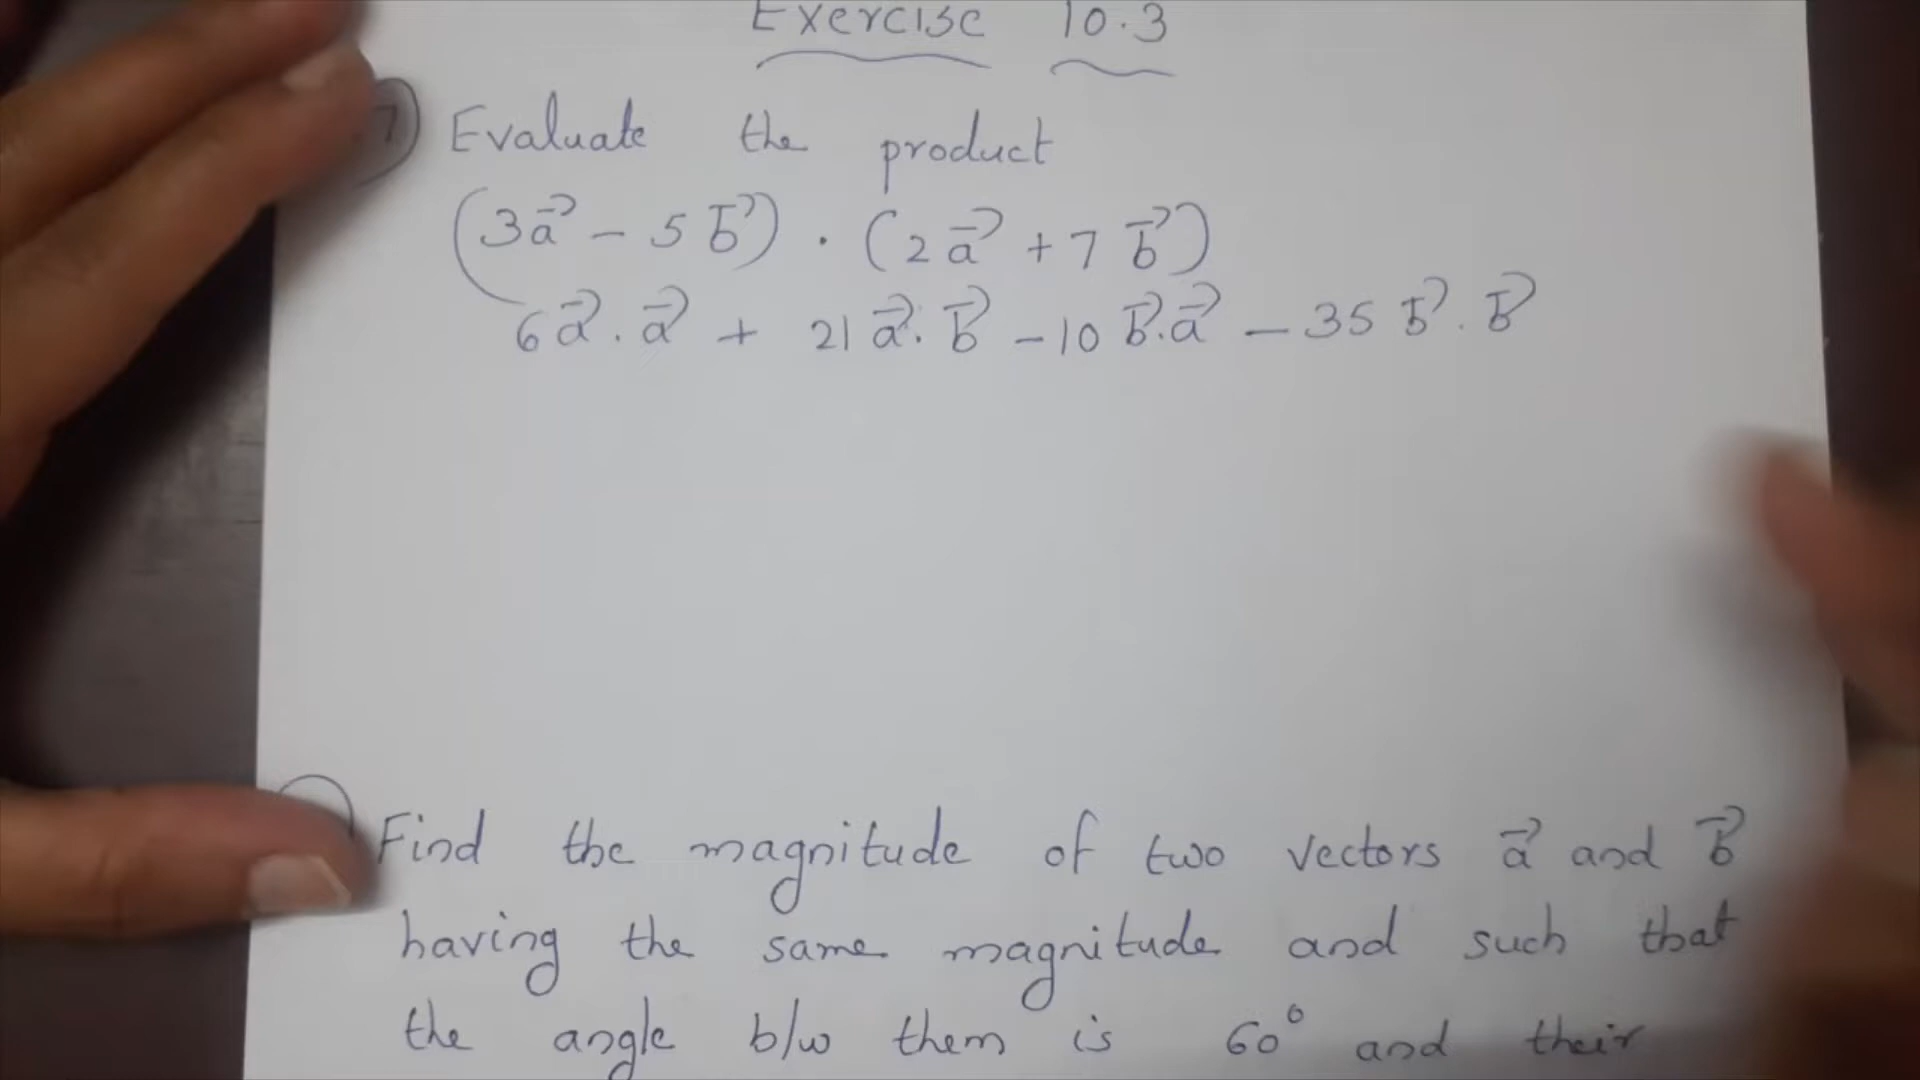 Exercise 10.3
7 Evaluate the product
(3a⃗ - 5b⃗) . (2a⃗ + 7b⃗)
6a⃗.a⃗ + 21a⃗.b⃗ - 10b⃗.a⃗ - 35b⃗.b⃗
Find the magnitude of two vectors a⃗ and b⃗
having the same magnitude and such that
the angle b/w them is 60° and their